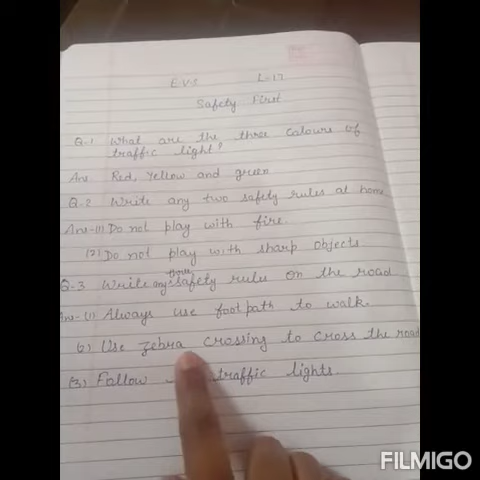 E.V.S L-17
Safety First
Q.1 What are the three colours of
traffic light?
Ans Red, Yellow and green
Q.2 Write any two safety rules at home
Ans-(1) Do not play with fire.
(2) Do not play with sharp objects
Q.3 Write any three safety rules on the road
Ans-(1) Always use footpath to walk.
(2) Use zebra crossing to cross the road
(3) Follow traffic lights.
FILMIGO